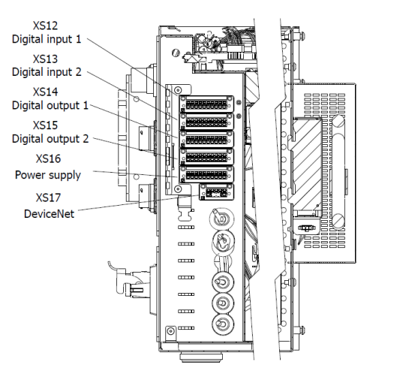 XS12
Digital input 1
XS13
Digital input 2
XS14
Digital output 1
XS15
Digital output 2
XS16
Power supply
XS17
DeviceNet